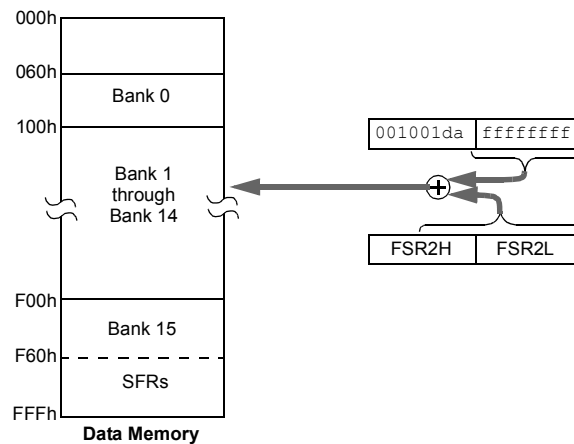 000h
060h
Bank 0
100h
001001da ffffffff
Bank 1
through
Bank 14
FSR2H FSR2L
F00h
Bank 15
F60h
SFRs
FFFh
Data Memory